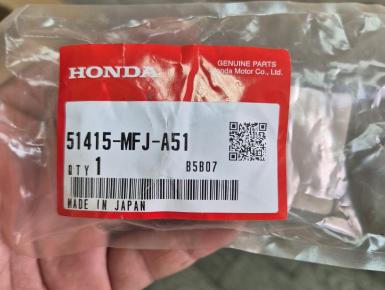 HONDA
GENUINE PARTS
Honda Motor Co., Ltd.
51415-MFJ-A51
QTY 1
B5B07
MADE IN JAPAN